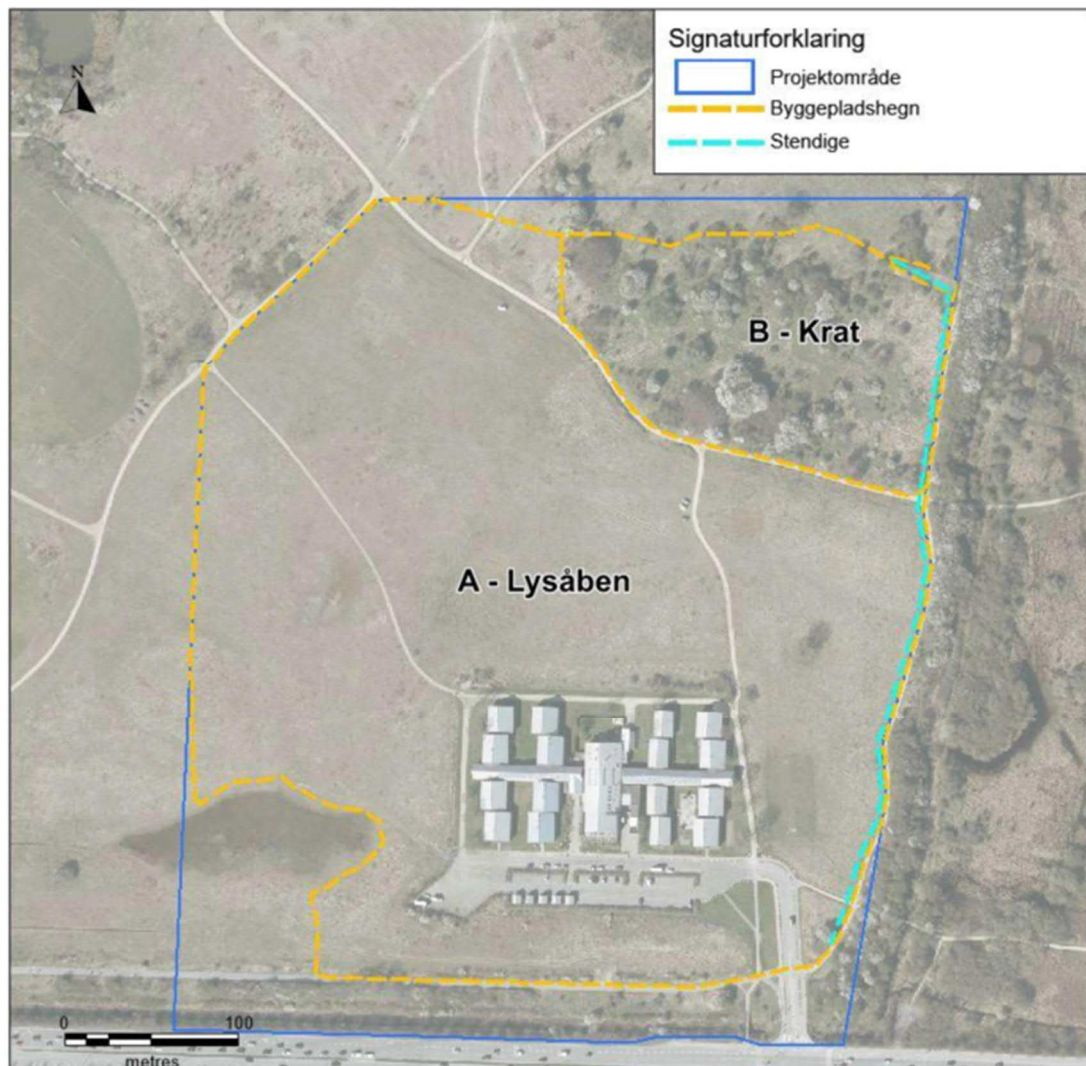 Signaturforklaring
Projektområde
Byggepladshegn
Stendige
N
B - Krat
A - Lysåben
0 100
metres